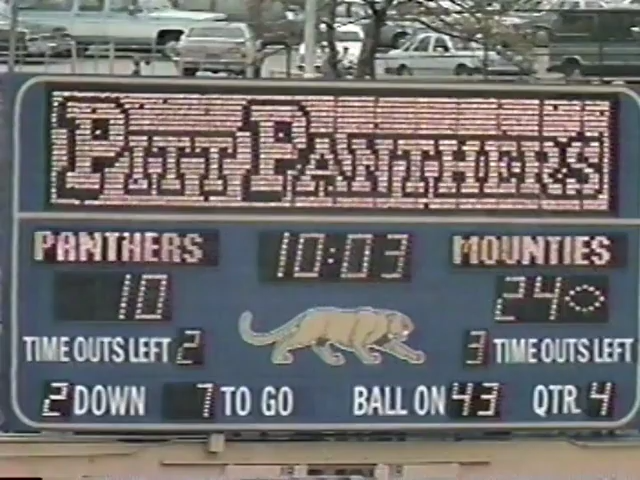 PITT PANTHERS
PANTHERS 10:03 MOUNTIES
10 24
TIME OUTS LEFT 2 3 TIME OUTS LEFT
2 DOWN 7 TO GO BALL ON 43 QTR 4